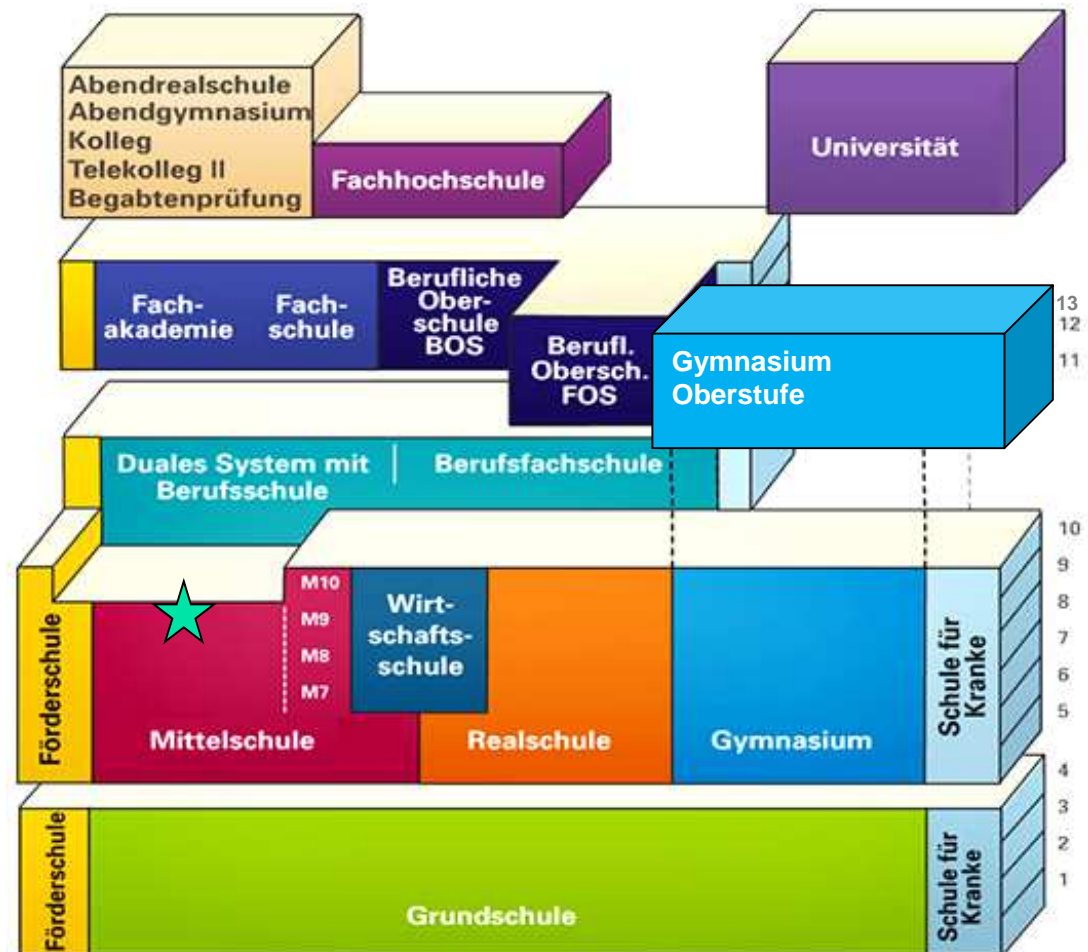 Abendrealschule
Abendgymnasium
Kolleg
Telekolleg II
Begabtenprüfung
Fachhochschule
Universität
Fach-
akademie
Fach-
schule
Berufliche
Ober-
schule
BOS
Berufl.
Obersch.
FOS
Gymnasium
Oberstufe
13
12
11
Duales System mit
Berufsschule
Berufsfachschule
10
9
8
7
6
5
Förderschule
M10
M9
M8
M7
Mittelschule
Wirt-
schafts-
schule
Realschule
Gymnasium
Schule für
Kranke
4
3
2
1
Förderschule
Grundschule
Schule für
Kranke